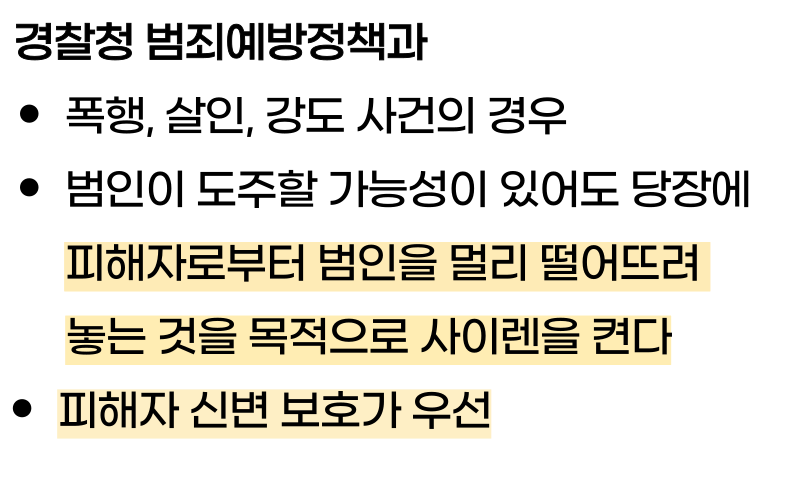 경찰청 범죄예방정책과
• 폭행, 살인, 강도 사건의 경우
• 범인이 도주할 가능성이 있어도 당장에
피해자로부터 범인을 멀리 떨어뜨려
놓는 것을 목적으로 사이렌을 켠다
• 피해자 신변 보호가 우선